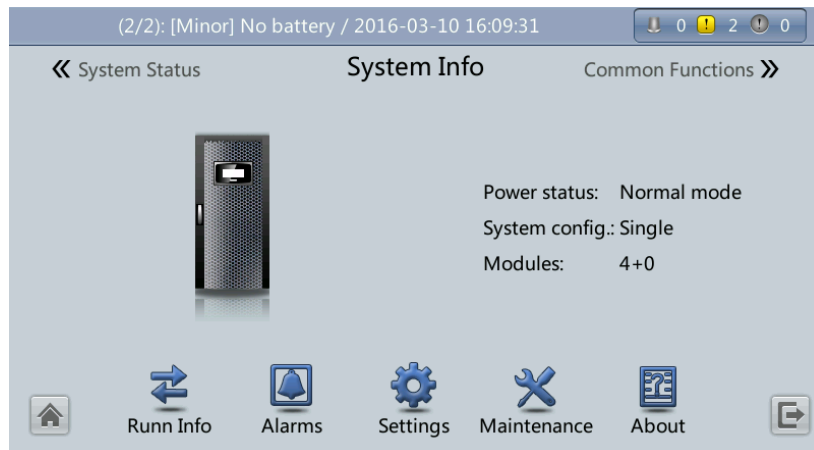 (2/2): [Minor] No battery / 2016-03-10 16:09:31 0 2 0
System Status System Info Common Functions
Power status: Normal mode
System config.: Single
Modules: 4+0
Runn Info Alarms Settings Maintenance About